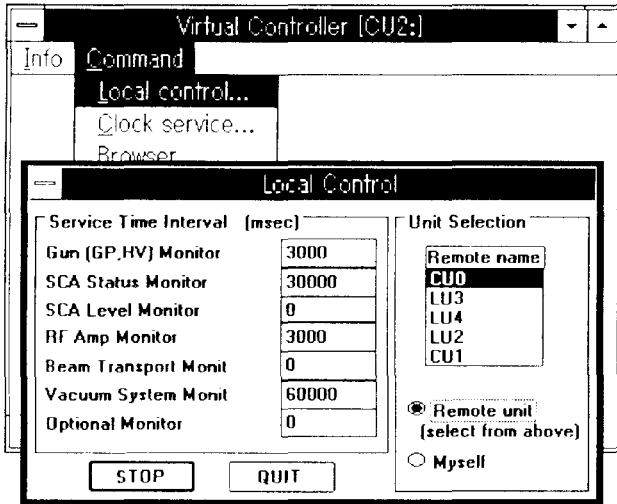 Virtual Controller [CU2:]
Info Command
Local control...
Clock service...
Browser
Local Control
Service Time Interval (msec)
Gun (GP,HV) Monitor 3000
SCA Status Monitor 30000
SCA Level Monitor 0
RF Amp Monitor 3000
Beam Transport Monit 0
Vacuum System Monit 60000
Optional Monitor 0
STOP QUIT
Unit Selection
Remote name
CU0
LU3
LU4
LU2
CU1
Remote unit
(select from above)
Myself